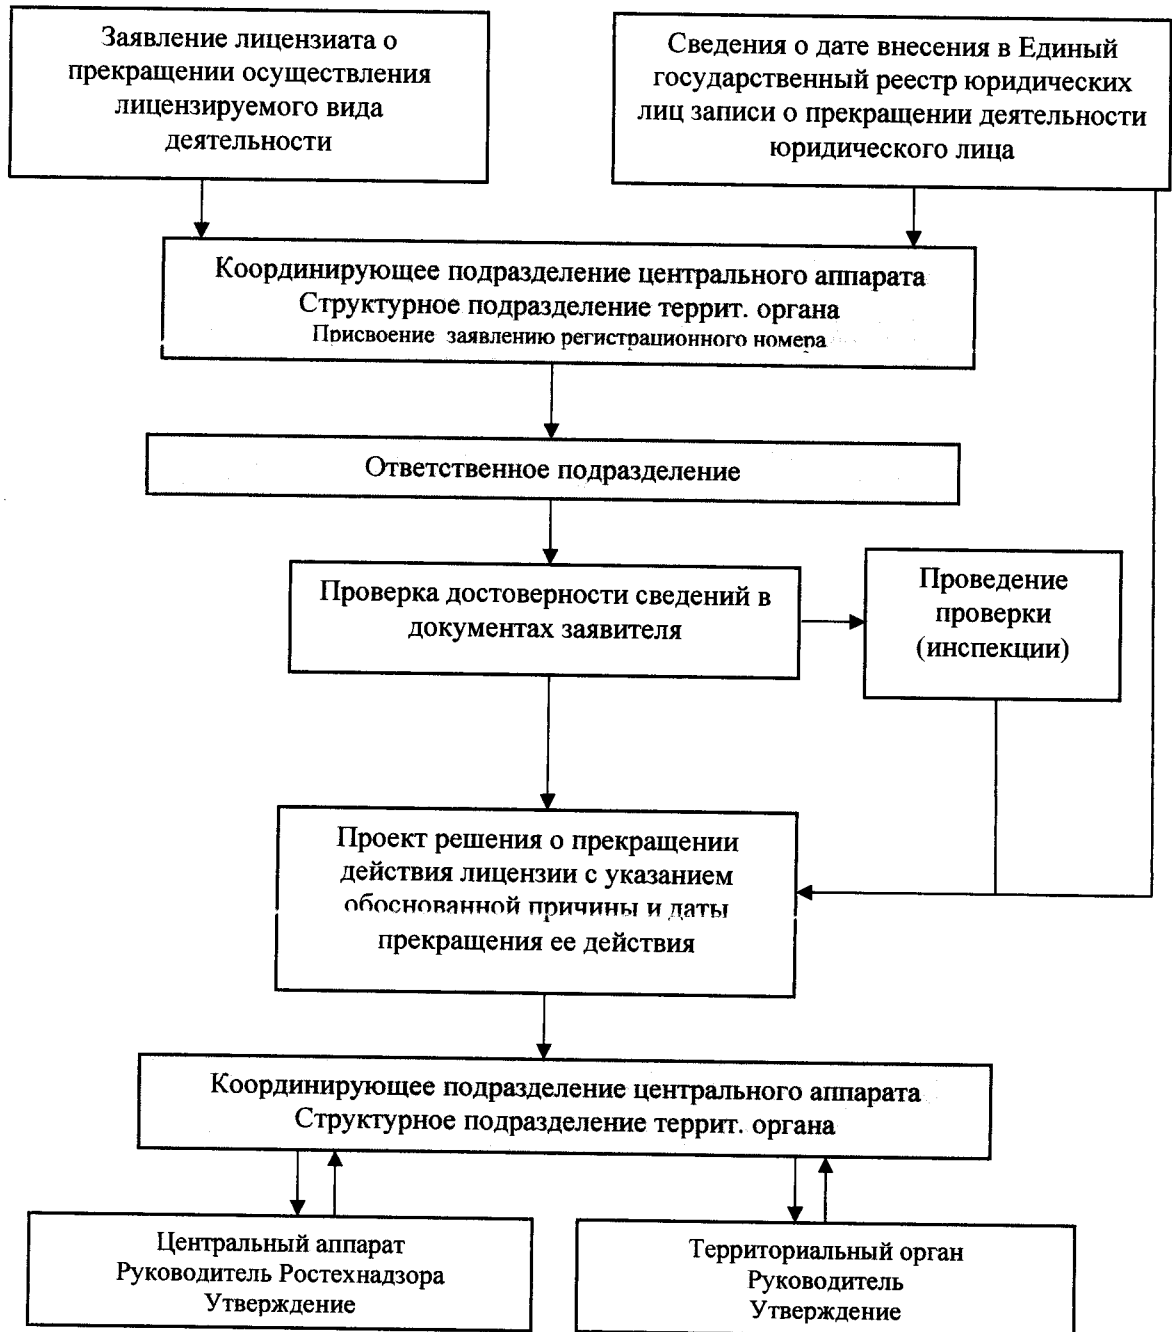 Заявление лицензиата о
прекращении осуществления
лицензируемого вида
деятельности
Сведения о дате внесения в Единый
государственный реестр юридических
лиц записи о прекращении деятельности
юридического лица
Координирующее подразделение центрального аппарата
Структурное подразделение террит. органа
Присвоение заявлению регистрационного номера
Ответственное подразделение
Проверка достоверности сведений в
документах заявителя
Проведение
проверки
(инспекции)
Проект решения о прекращении
действия лицензии с указанием
обоснованной причины и даты
прекращения ее действия
Координирующее подразделение центрального аппарата
Структурное подразделение террит. органа
Центральный аппарат
Руководитель Ростехнадзора
Утверждение
Территориальный орган
Руководитель
Утверждение